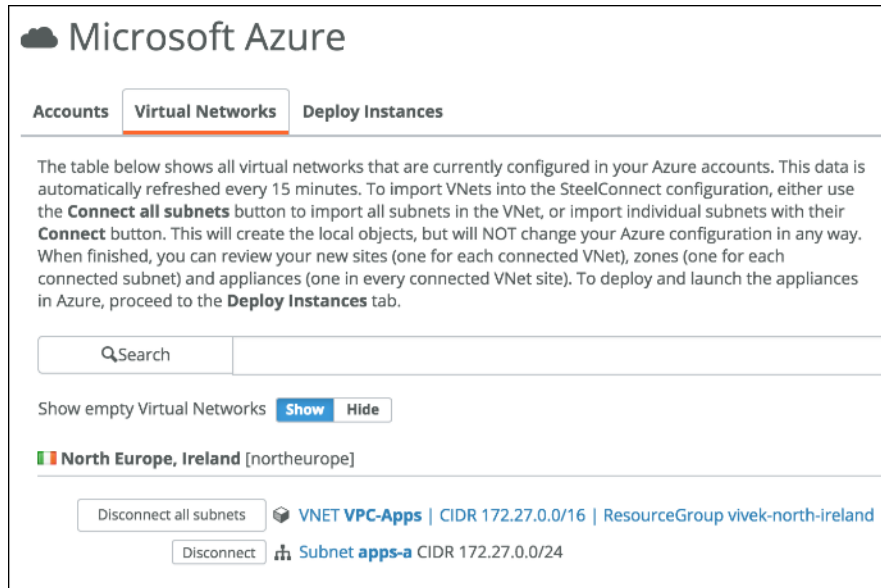 Microsoft Azure
Accounts Virtual Networks Deploy Instances
The table below shows all virtual networks that are currently configured in your Azure accounts. This data is
automatically refreshed every 15 minutes. To import VNets into the SteelConnect configuration, either use
the Connect all subnets button to import all subnets in the VNet, or import individual subnets with their
Connect button. This will create the local objects, but will NOT change your Azure configuration in any way.
When finished, you can review your new sites (one for each connected VNet), zones (one for each
connected subnet) and appliances (one in every connected VNet site). To deploy and launch the appliances
in Azure, proceed to the Deploy Instances tab.
Search
Show empty Virtual Networks Show Hide
North Europe, Ireland [northeurope]
Disconnect all subnets VNET VPC-Apps | CIDR 172.27.0.0/16 | ResourceGroup vivek-north-ireland
Disconnect Subnet apps-a CIDR 172.27.0.0/24